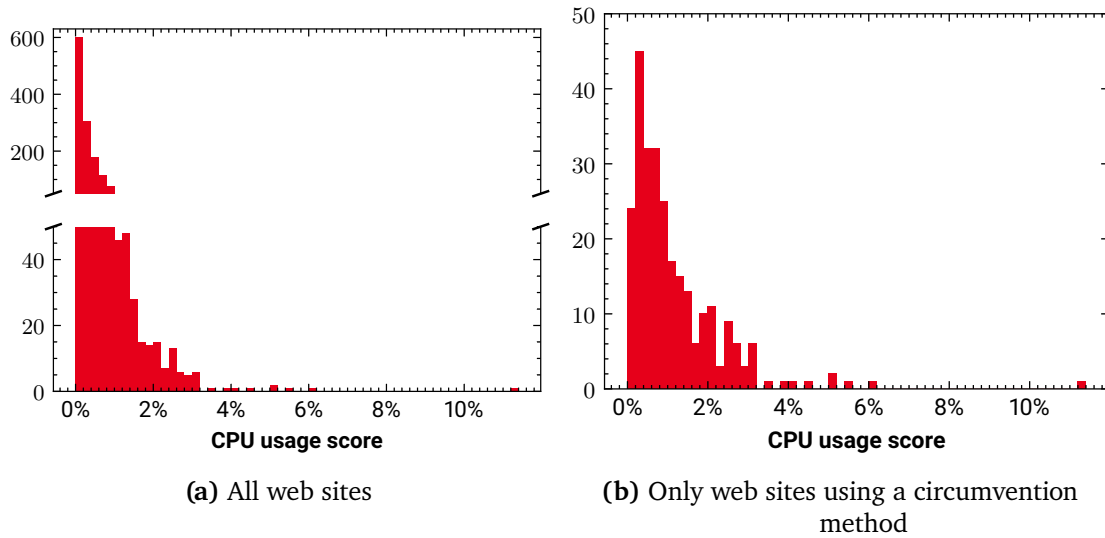 600
400
200
40
20
0
0% 2% 4% 6% 8% 10%
CPU usage score
(a) All web sites
50
40
30
20
10
0
0% 2% 4% 6% 8% 10%
CPU usage score
(b) Only web sites using a circumvention
method